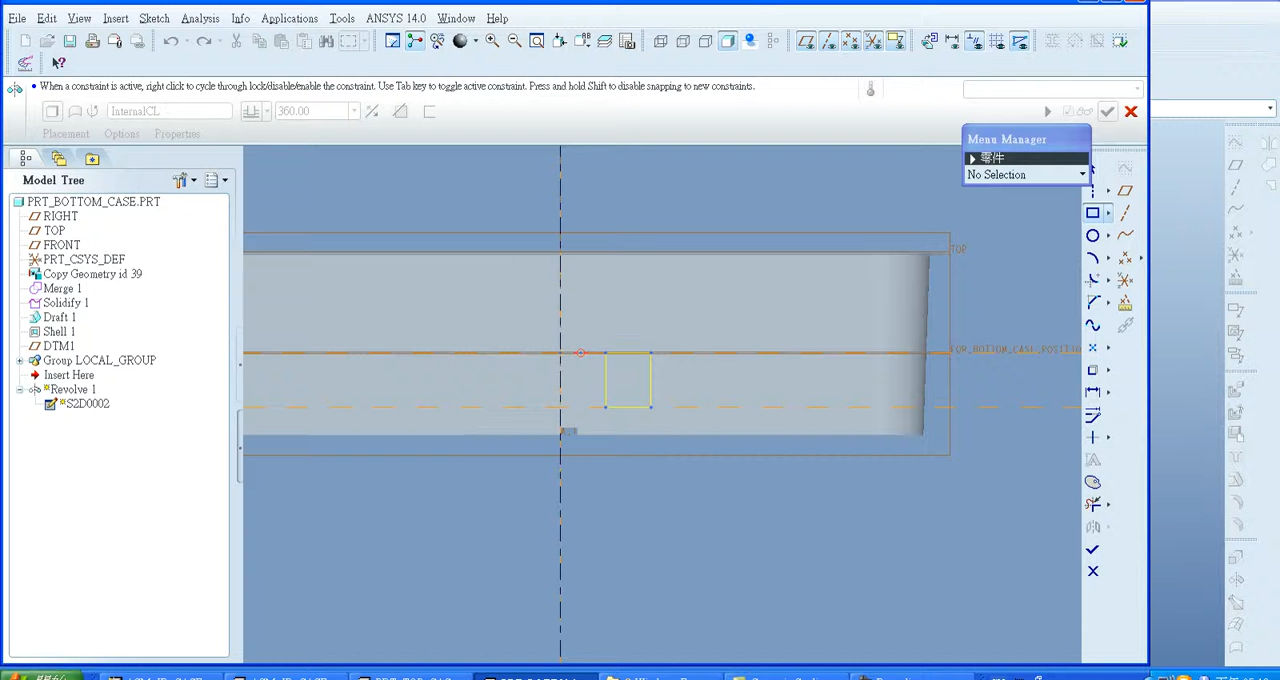 File Edit View Insert Sketch Analysis Info Applications Tools ANSYS 14.0 Window Help
When a constraint is active, right click to cycle through lock/disable/enable the constraint. Use Tab key to toggle active constraint. Press and hold Shift to disable snapping to new constraints.
InternalCL 360.00
Placement Options Properties
Menu Manager
零件
No Selection
Model Tree
PRT_BOTTOM_CASE.PRT
RIGHT
TOP
FRONT
PRT_CSYS_DEF
Copy Geometry id 39
Merge 1
Solidify 1
Draft 1
Shell 1
DTM1
Group LOCAL_GROUP
Insert Here
Revolve 1
S2D0002
TOP